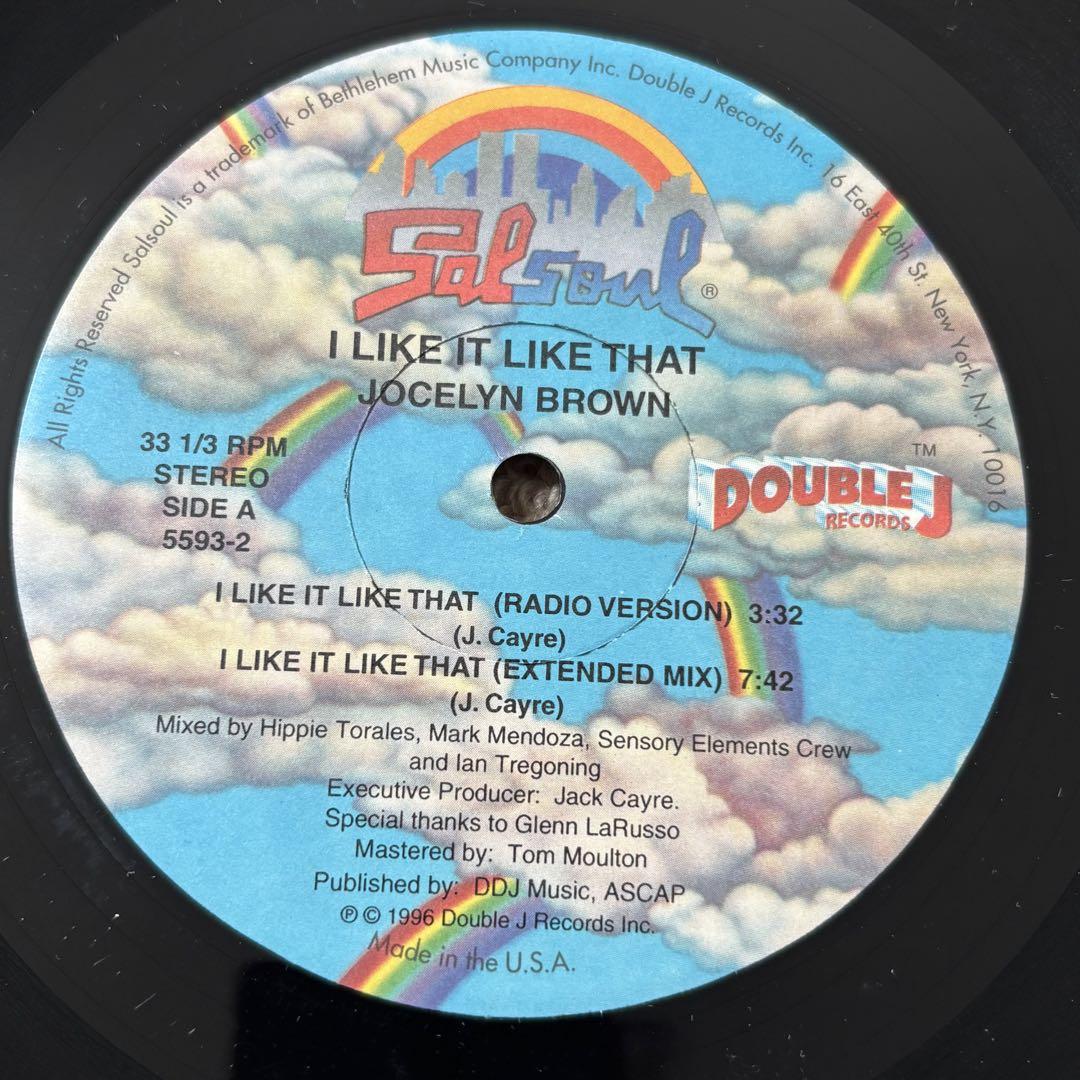 All Rights Reserved Salsoul is a trademark of Bethlehem Music Company Inc. Double J Records Inc. 16 East 40th St. New York, N.Y. 10016
Salsoul ®
I LIKE IT LIKE THAT
JOCELYN BROWN
33 1/3 RPM
STEREO
SIDE A
5593-2
DOUBLE J TM
RECORDS
I LIKE IT LIKE THAT (RADIO VERSION) 3:32
(J. Cayre)
I LIKE IT LIKE THAT (EXTENDED MIX) 7:42
(J. Cayre)
Mixed by Hippie Torales, Mark Mendoza, Sensory Elements Crew
and Ian Tregoning
Executive Producer: Jack Cayre.
Special thanks to Glenn LaRusso
Mastered by: Tom Moulton
Published by: DDJ Music, ASCAP
℗ © 1996 Double J Records Inc.
Made in the U.S.A.